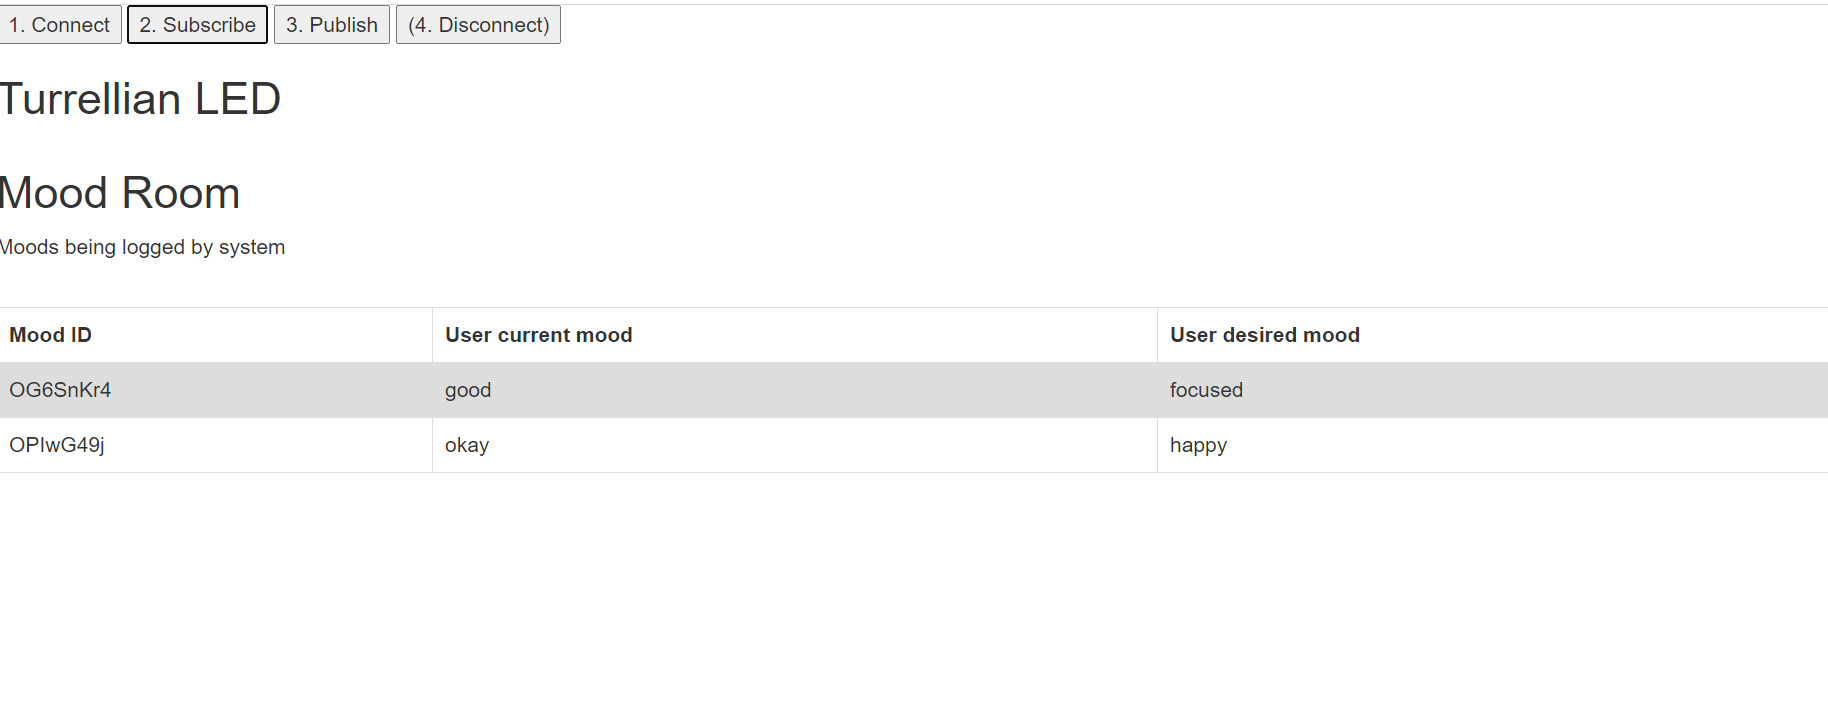 1. Connect 2. Subscribe 3. Publish (4. Disconnect)
Turrellian LED
Mood Room
Moods being logged by system
Mood ID User current mood User desired mood
OG6SnKr4 good focused
OPIwG49j okay happy